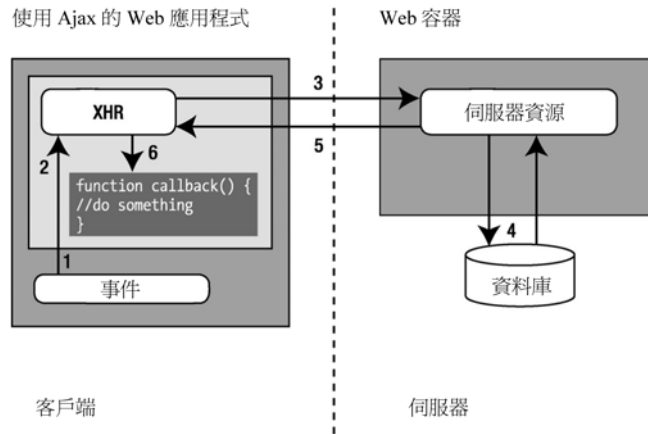 使用 Ajax 的 Web 應用程式
Web 容器
XHR
3
伺服器資源
5
2
6
function callback() {
//do something
}
4
1
事件
資料庫
客戶端
伺服器